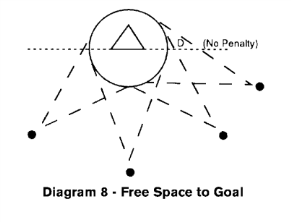 D (No Penalty)
Diagram 8 - Free Space to Goal